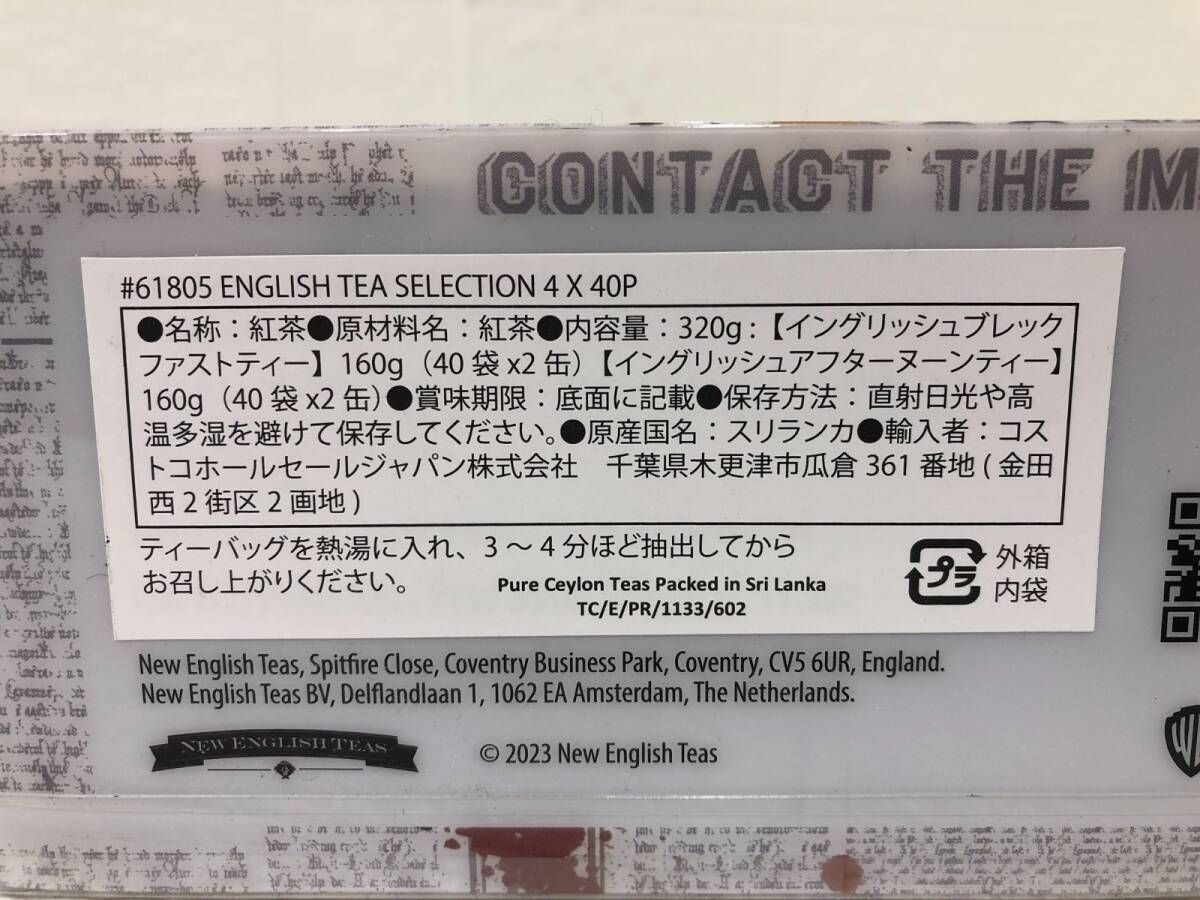 CONTACT THE M
#61805 ENGLISH TEA SELECTION 4 X 40P
●名称：紅茶●原材料名：紅茶●内容量：320g：【イングリッシュブレック
ファストティー】160g（40 袋 x2 缶）【イングリッシュアフターヌーンティー】
160g（40 袋 x2 缶）●賞味期限：底面に記載●保存方法：直射日光や高
温多湿を避けて保存してください。●原産国名：スリランカ●輸入者：コス
トコホールセールジャパン株式会社　千葉県木更津市瓜倉 361 番地 ( 金田
西 2 街区 2 画地 )
ティーバッグを熱湯に入れ、3～4 分ほど抽出してから
お召し上がりください。
Pure Ceylon Teas Packed in Sri Lanka
TC/E/PR/1133/602
プラ
外箱
内袋
New English Teas, Spitfire Close, Coventry Business Park, Coventry, CV5 6UR, England.
New English Teas BV, Delflandlaan 1, 1062 EA Amsterdam, The Netherlands.
NEW ENGLISH TEAS
© 2023 New English Teas